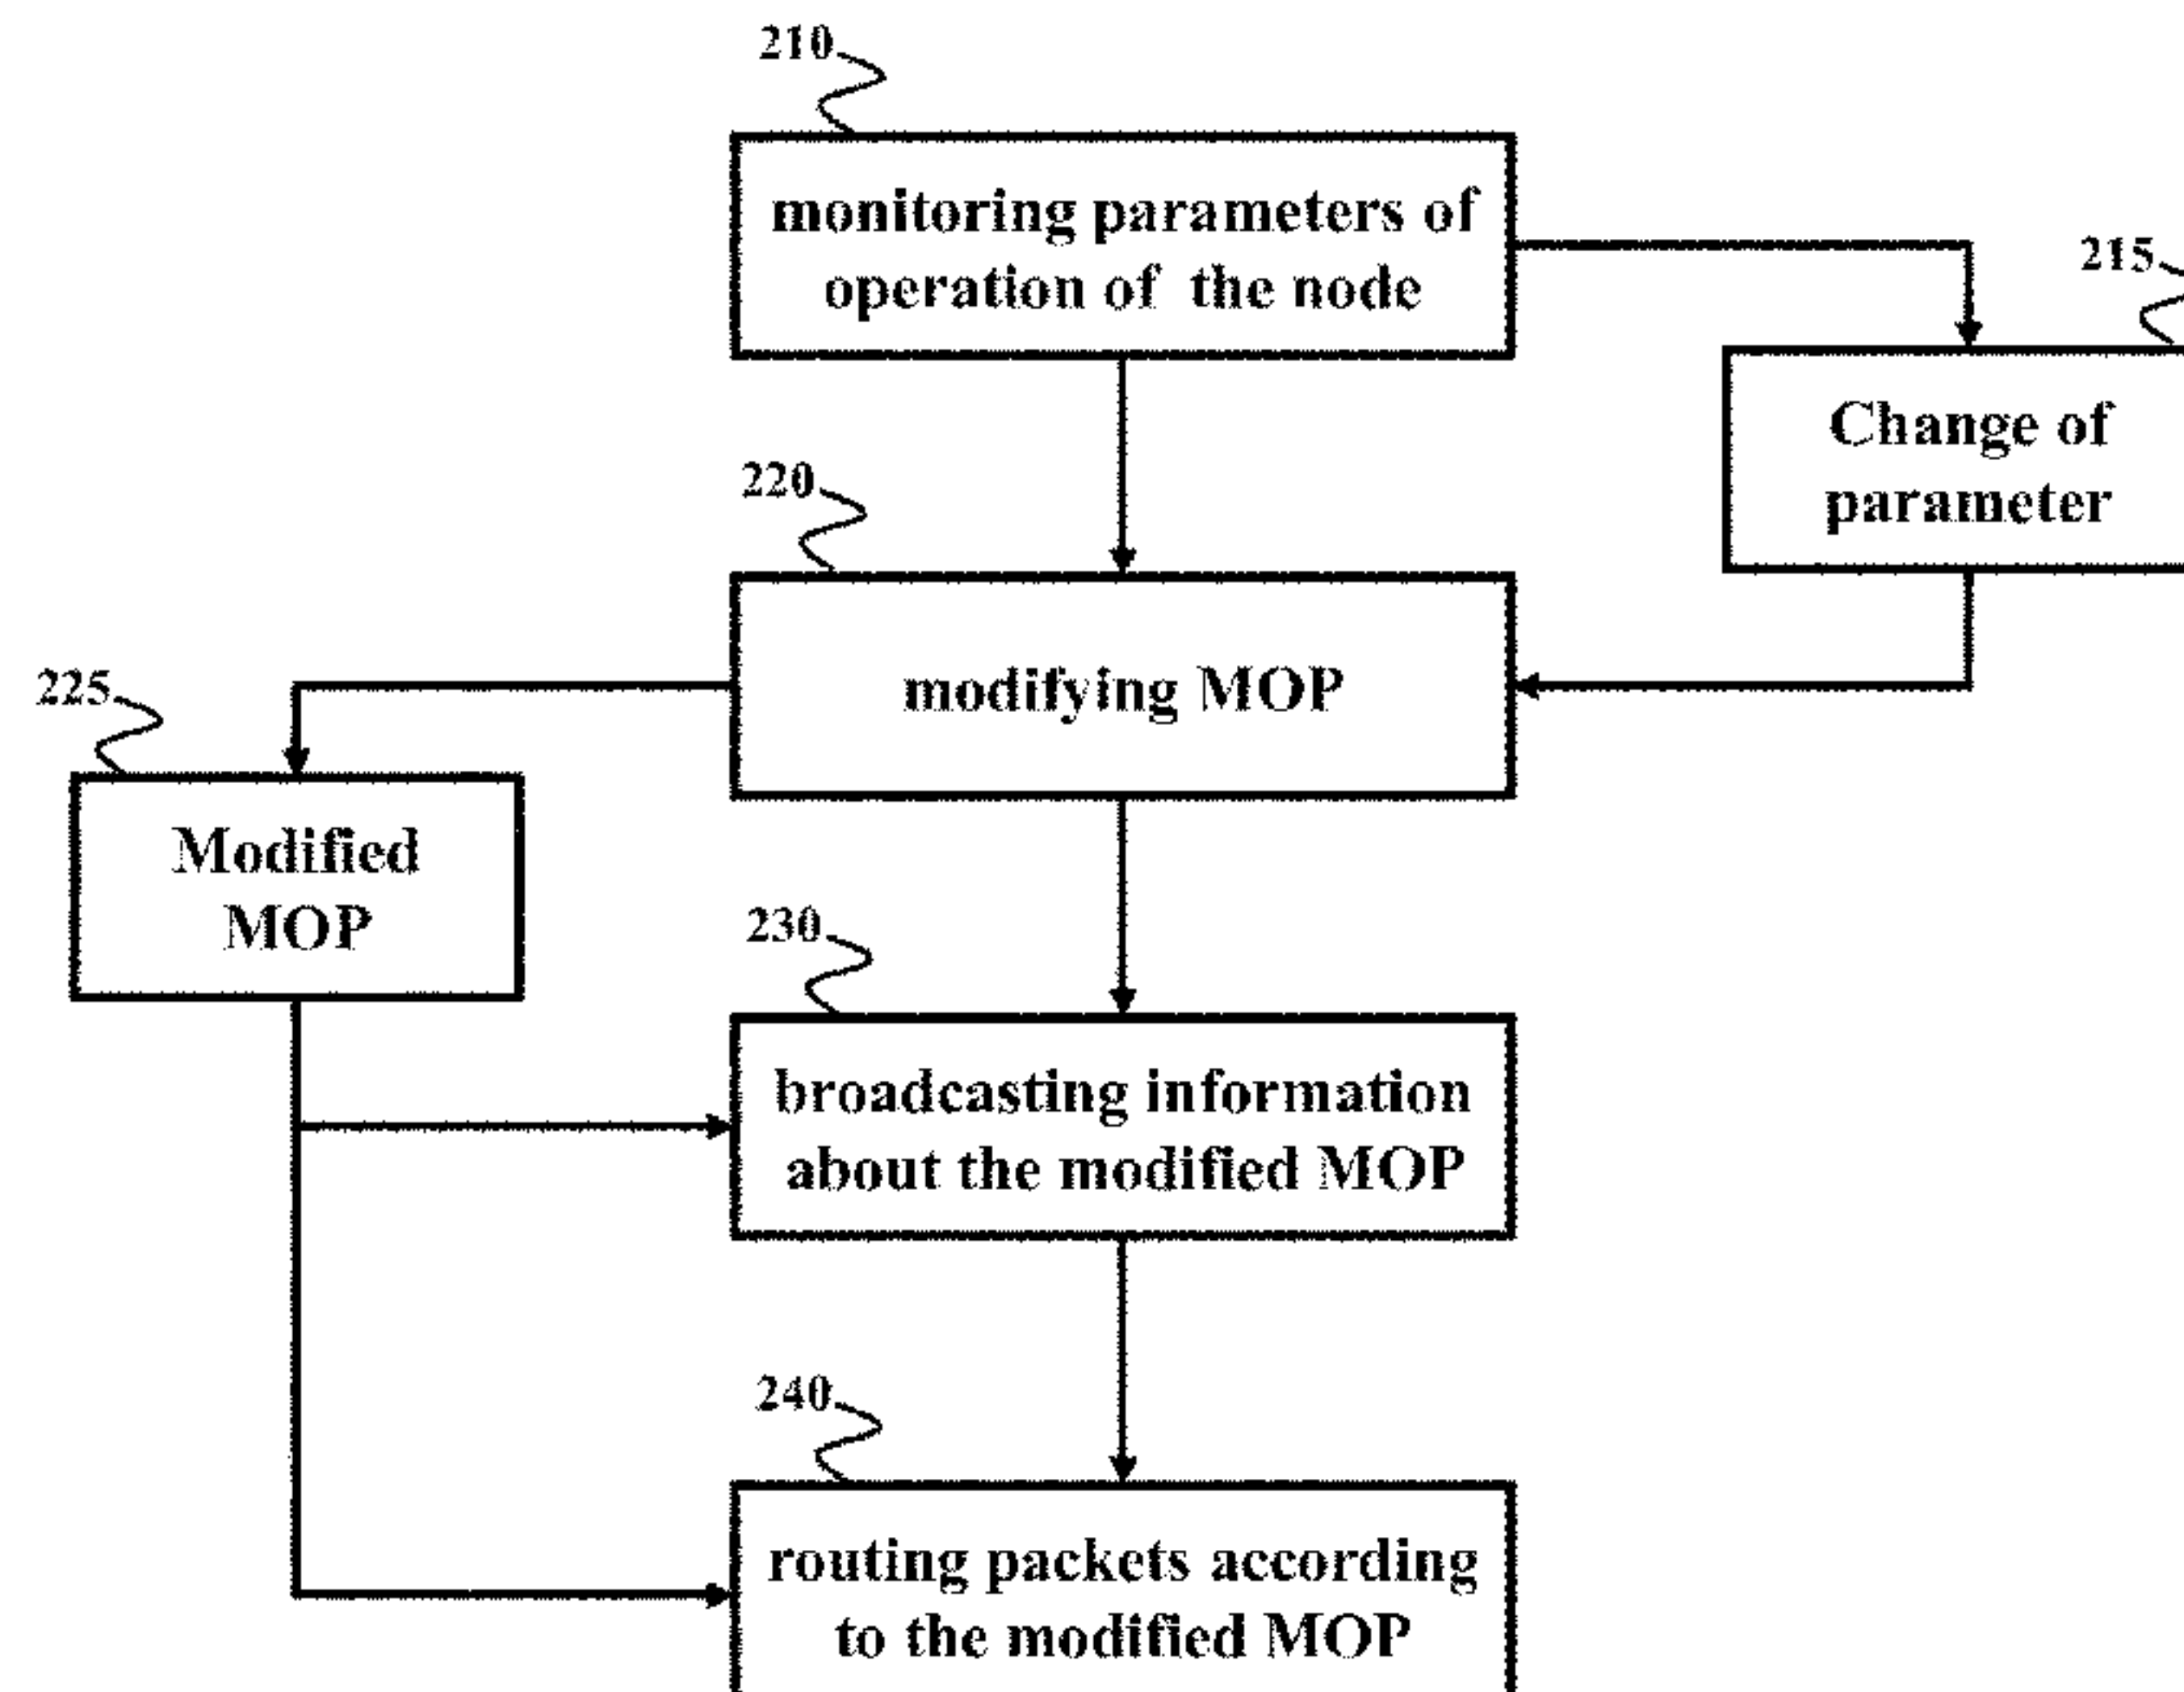 210
monitoring parameters of
operation of the node
215
Change of
parameter
220
modifying MOP
225
Modified
MOP
230
broadcasting information
about the modified MOP
240
routing packets according
to the modified MOP